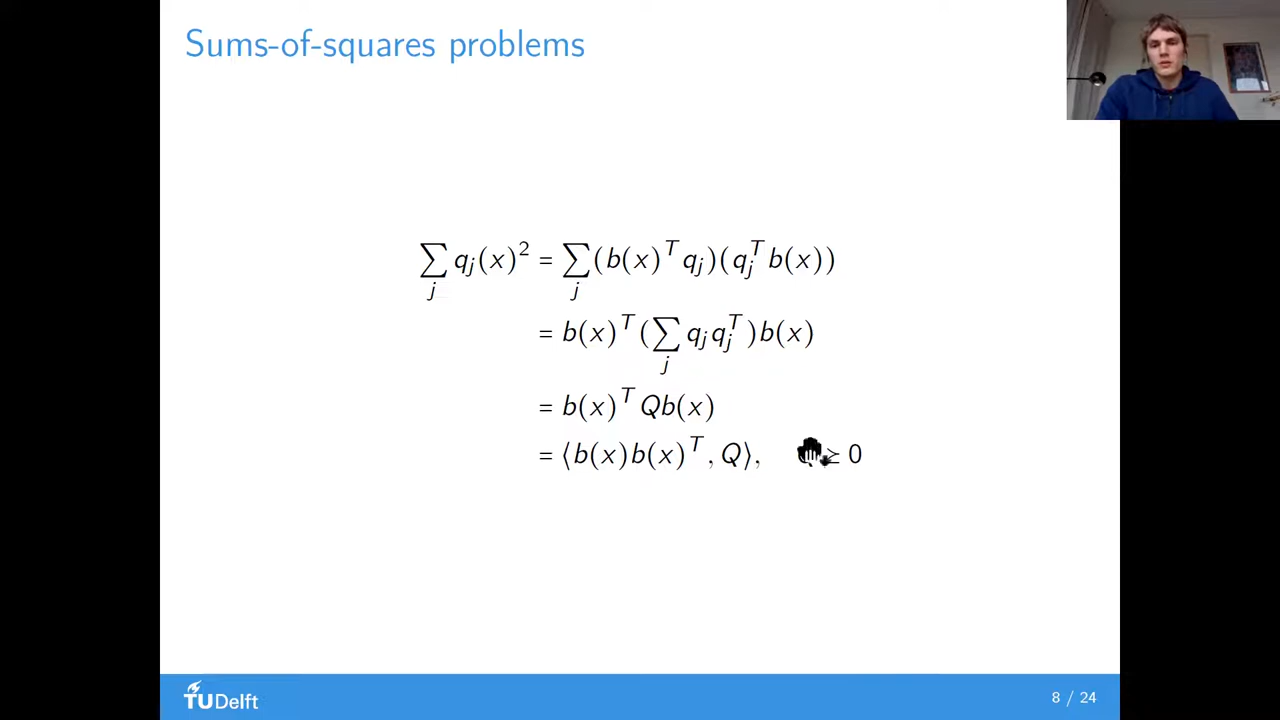 Sums-of-squares problems
∑_j q_j(x)^2 = ∑_j (b(x)^T q_j)(q_j^T b(x))
= b(x)^T (∑_j q_j q_j^T) b(x)
= b(x)^T Q b(x)
= ⟨b(x)b(x)^T, Q⟩, ⪰ 0
TU Delft
8 / 24